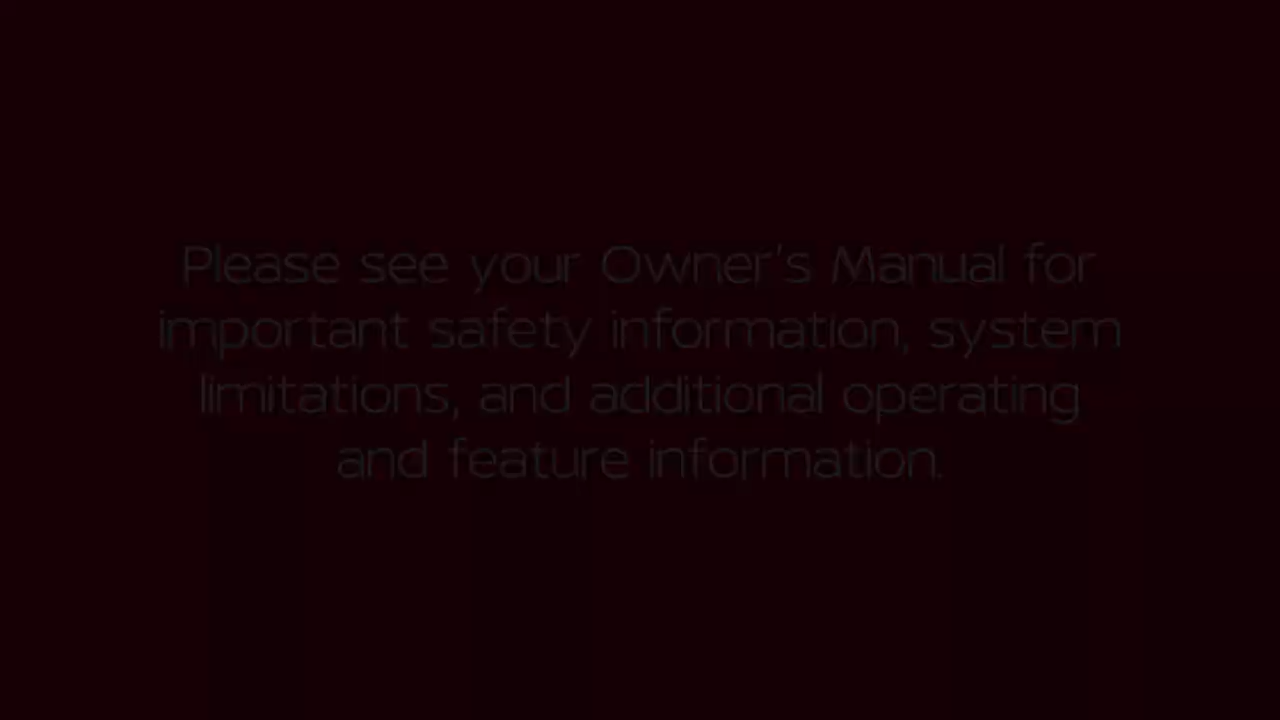 Please see your Owner's Manual for
important safety information, system
limitations, and additional operating
and feature information.